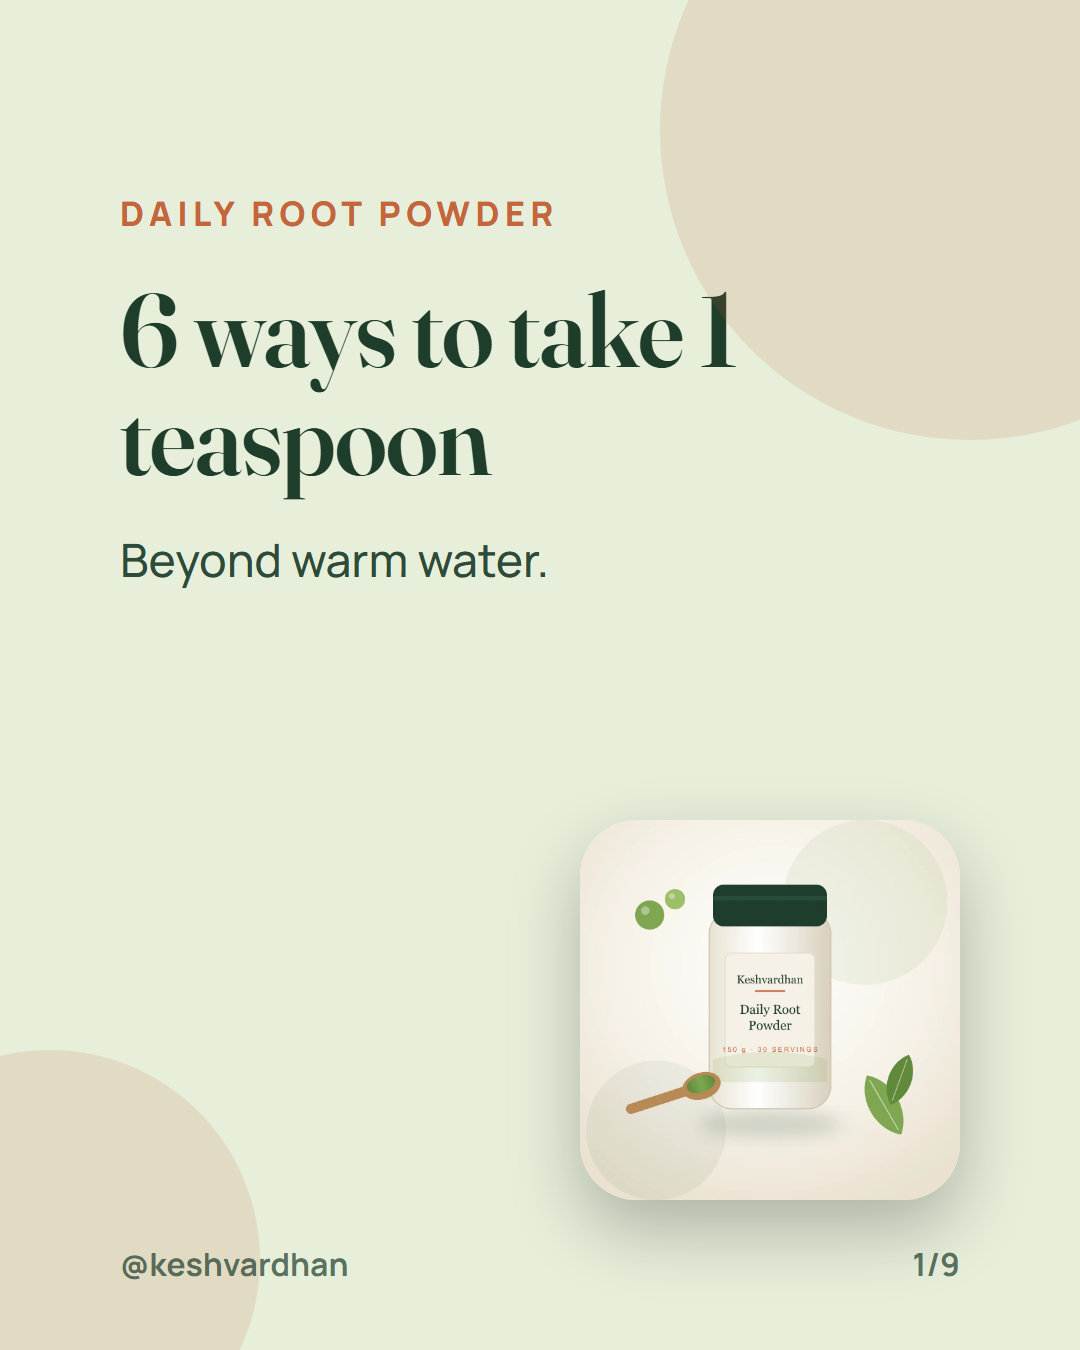 DAILY ROOT POWDER
6 ways to take 1
teaspoon
Beyond warm water.
Keshvardhan
Daily Root
Powder
150 g · 30 SERVINGS
@keshvardhan
1/9